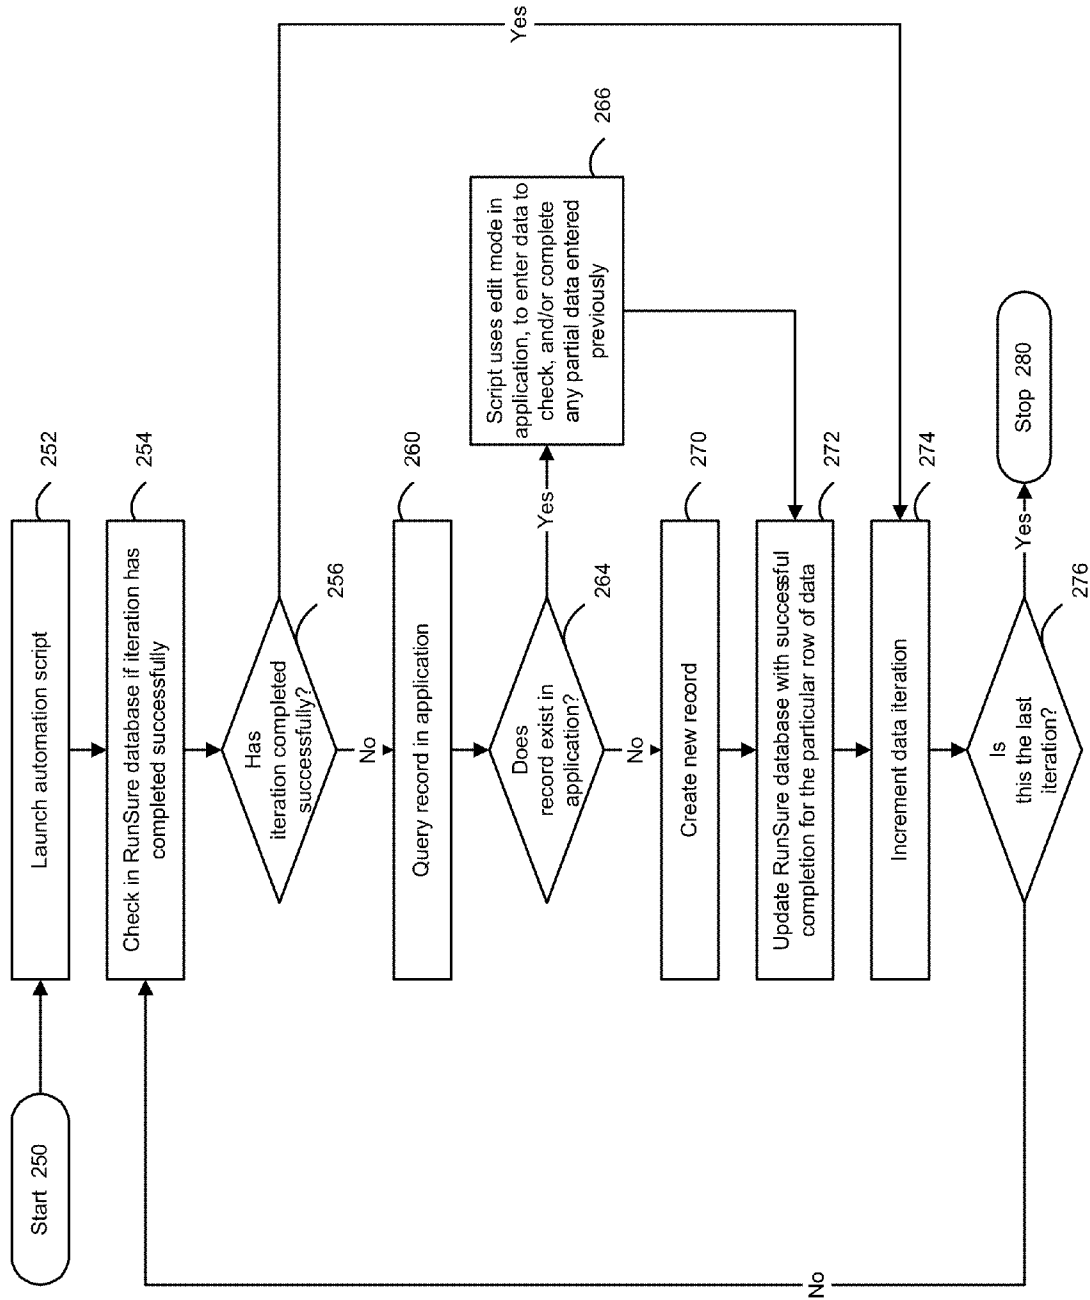 Start 250
Launch automation script
252
Check in RunSure database if iteration has
completed successfully
254
Has
iteration completed
successfully?
256
Yes
No
Query record in application
260
Does
record exist in
application?
264
Yes
Script uses edit mode in
application, to enter data to
check, and/or complete
any partial data entered
previously
266
No
Create new record
270
Update RunSure database with successful
completion for the particular row of data
272
Increment data iteration
274
Is
this the last
iteration?
276
Yes
Stop 280
No